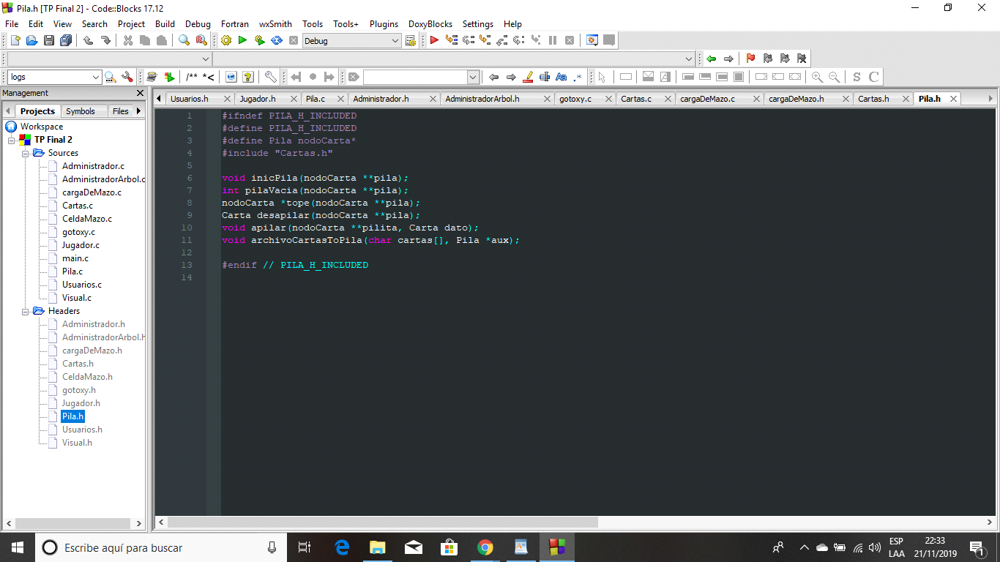 Pila.h [TP Final 2] - Code::Blocks 17.12
File Edit View Search Project Build Debug Fortran wxSmith Tools Tools+ Plugins DoxyBlocks Settings Help
Debug
logs
/** *<
S C
Management
Projects Symbols Files
Usuarios.h Jugador.h Pila.c Administrador.h AdministradorArbol.h gotoxy.c Cartas.c cargaDeMazo.c cargaDeMazo.h Cartas.h Pila.h
Workspace
TP Final 2
Sources
Administrador.c
AdministradorArbol.c
cargaDeMazo.c
Cartas.c
CeldaMazo.c
gotoxy.c
Jugador.c
main.c
Pila.c
Usuarios.c
Visual.c
Headers
Administrador.h
AdministradorArbol.h
cargaDeMazo.h
Cartas.h
CeldaMazo.h
gotoxy.h
Jugador.h
Pila.h
Usuarios.h
Visual.h
1 #ifndef PILA_H_INCLUDED
2 #define PILA_H_INCLUDED
3 #define Pila nodoCarta*
4 #include "Cartas.h"
5
6 void inicPila(nodoCarta **pila);
7 int pilaVacia(nodoCarta **pila);
8 nodoCarta *tope(nodoCarta **pila);
9 Carta desapilar(nodoCarta **pila);
10 void apilar(nodoCarta **pilita, Carta dato);
11 void archivoCartasToPila(char cartas[], Pila *aux);
12
13 #endif // PILA_H_INCLUDED
14
Escribe aquí para buscar
ESP
LAA
22:33
21/11/2019
1